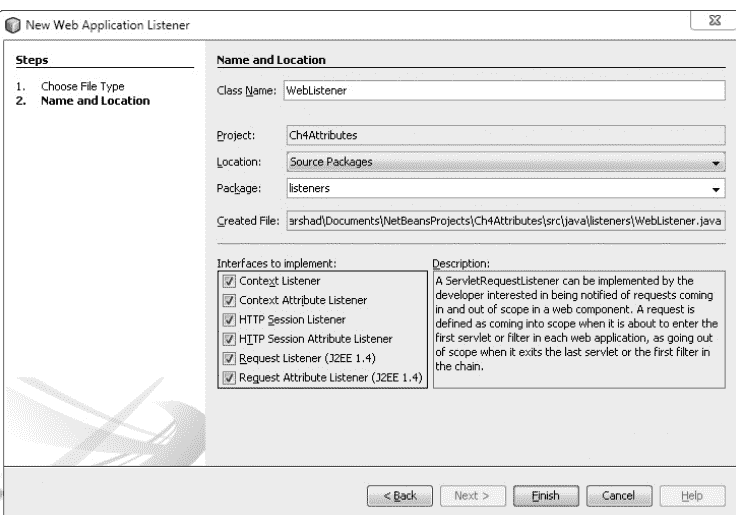 New Web Application Listener
Steps
1. Choose File Type
2. Name and Location
Name and Location
Class Name: WebListener
Project: Ch4Attributes
Location: Source Packages
Package: listeners
Created File: arshad\Documents\NetBeansProjects\Ch4Attributes\src\java\listeners\WebListener.java
Interfaces to implement:
Context Listener
Context Attribute Listener
HTTP Session Listener
HTTP Session Attribute Listener
Request Listener (J2EE 1.4)
Request Attribute Listener (J2EE 1.4)
Description:
A ServletRequestListener can be implemented by the
developer interested in being notified of requests coming
in and out of scope in a web component. A request is
defined as coming into scope when it is about to enter the
first servlet or filter in each web application, as going out
of scope when it exits the last servlet or the first filter in
the chain.
< Back Next > Finish Cancel Help